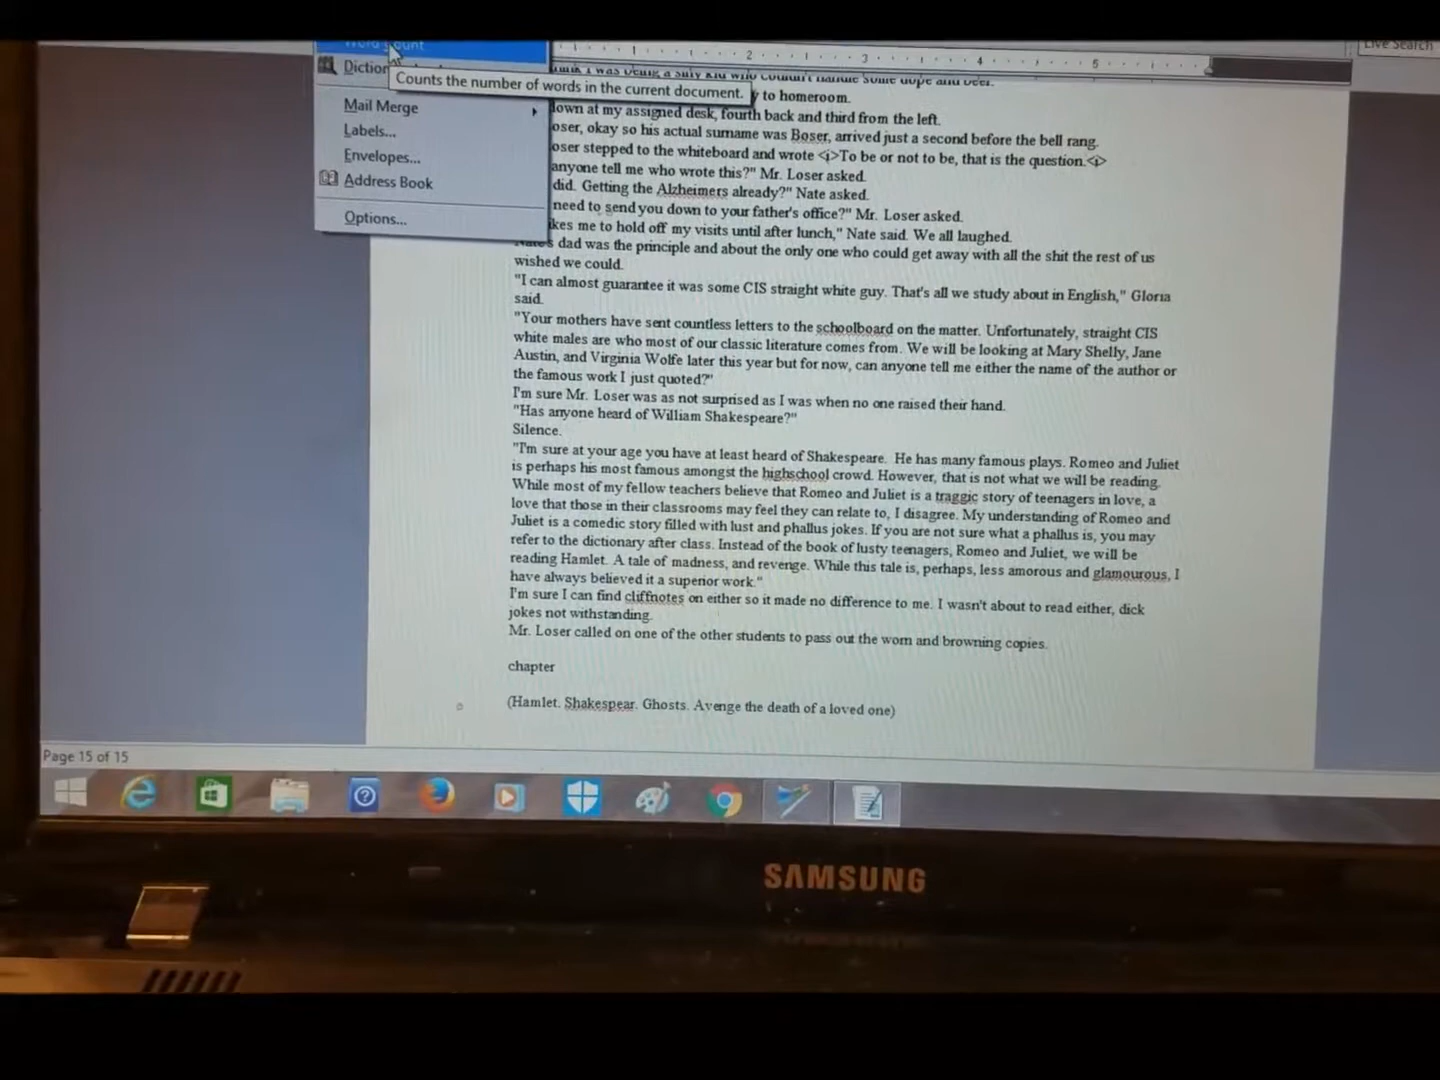 Word Count
Live Search
1 2 3 4 5
Counts the number of words in the current document.
Mail Merge
Labels...
Envelopes...
Address Book
Options...
think I was being a silly kid who couldn't handle some dope and beer.
to homeroom.
down at my assigned desk, fourth back and third from the left.
oser, okay so his actual surname was Boser, arrived just a second before the bell rang.
oser stepped to the whiteboard and wrote <i>To be or not to be, that is the question.<i>
anyone tell me who wrote this?" Mr. Loser asked.
did. Getting the Alzheimers already?" Nate asked.
need to send you down to your father's office?" Mr. Loser asked.
kes me to hold off my visits until after lunch," Nate said. We all laughed.
Nate's dad was the principle and about the only one who could get away with all the shit the rest of us
wished we could.
"I can almost guarantee it was some CIS straight white guy. That's all we study about in English," Gloria
said.
"Your mothers have sent countless letters to the schoolboard on the matter. Unfortunately, straight CIS
white males are who most of our classic literature comes from. We will be looking at Mary Shelly, Jane
Austin, and Virginia Wolfe later this year but for now, can anyone tell me either the name of the author or
the famous work I just quoted?"
I'm sure Mr. Loser was as not surprised as I was when no one raised their hand.
"Has anyone heard of William Shakespeare?"
Silence.
"I'm sure at your age you have at least heard of Shakespeare. He has many famous plays. Romeo and Juliet
is perhaps his most famous amongst the highschool crowd. However, that is not what we will be reading.
While most of my fellow teachers believe that Romeo and Juliet is a traggic story of teenagers in love, a
love that those in their classrooms may feel they can relate to, I disagree. My understanding of Romeo and
Juliet is a comedic story filled with lust and phallus jokes. If you are not sure what a phallus is, you may
refer to the dictionary after class. Instead of the book of lusty teenagers, Romeo and Juliet, we will be
reading Hamlet. A tale of madness, and revenge. While this tale is, perhaps, less amorous and glamourous, I
have always believed it a superior work."
I'm sure I can find cliffnotes on either so it made no difference to me. I wasn't about to read either, dick
jokes not withstanding.
Mr. Loser called on one of the other students to pass out the worn and browning copies.
chapter
(Hamlet. Shakespear. Ghosts. Avenge the death of a loved one)
Page 15 of 15
SAMSUNG